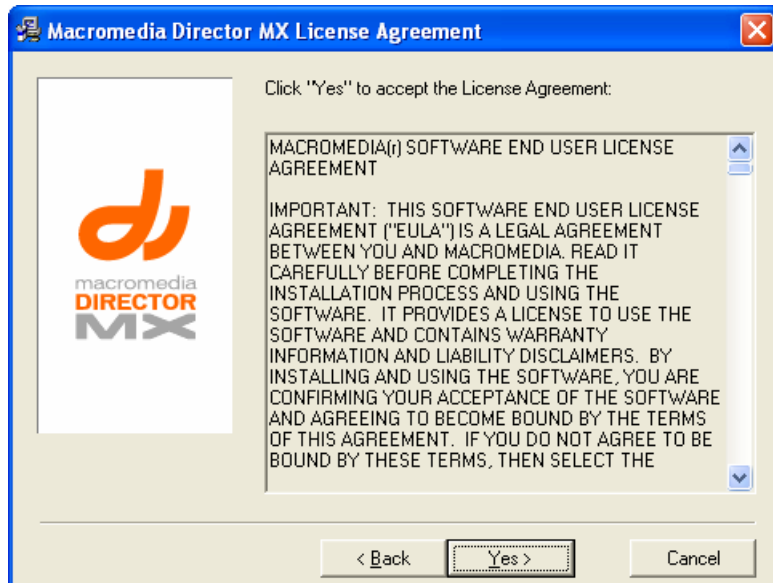 Macromedia Director MX License Agreement
Click "Yes" to accept the License Agreement:
MACROMEDIA(r) SOFTWARE END USER LICENSE
AGREEMENT
IMPORTANT:  THIS SOFTWARE END USER LICENSE
AGREEMENT ("EULA") IS A LEGAL AGREEMENT
BETWEEN YOU AND MACROMEDIA. READ IT
CAREFULLY BEFORE COMPLETING THE
INSTALLATION PROCESS AND USING THE
SOFTWARE.  IT PROVIDES A LICENSE TO USE THE
SOFTWARE AND CONTAINS WARRANTY
INFORMATION AND LIABILITY DISCLAIMERS.  BY
INSTALLING AND USING THE SOFTWARE, YOU ARE
CONFIRMING YOUR ACCEPTANCE OF THE SOFTWARE
AND AGREEING TO BECOME BOUND BY THE TERMS
OF THIS AGREEMENT.  IF YOU DO NOT AGREE TO BE
BOUND BY THESE TERMS, THEN SELECT THE
macromedia
DIRECTOR
MX
< Back
Yes >
Cancel